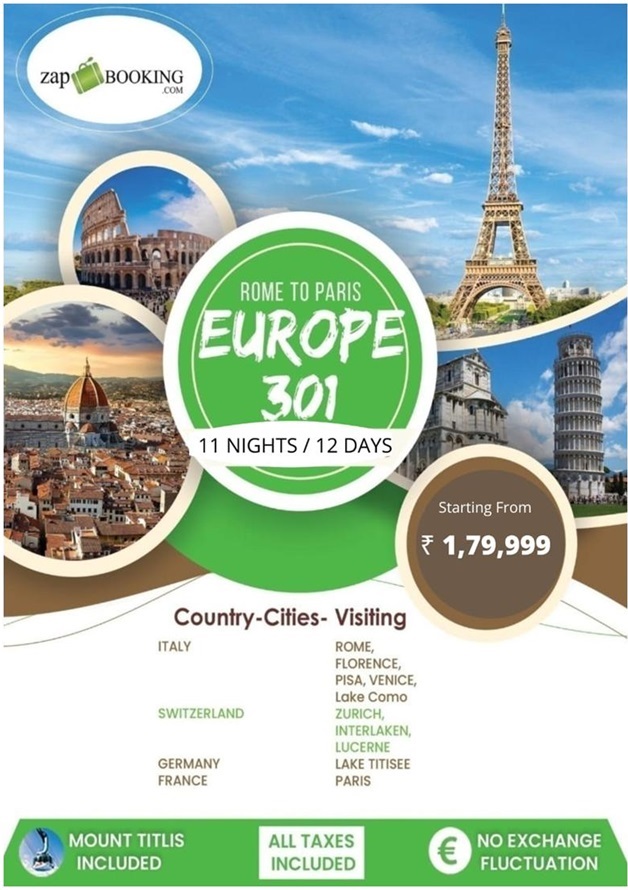 zap BOOKING
.COM
ROME TO PARIS
EUROPE
301
11 NIGHTS / 12 DAYS
Starting From
₹ 1,79,999
Country-Cities- Visiting
ITALY ROME,
FLORENCE,
PISA, VENICE,
Lake Como
SWITZERLAND ZURICH,
INTERLAKEN,
LUCERNE
GERMANY LAKE TITISEE
FRANCE PARIS
MOUNT TITLIS
INCLUDED
ALL TAXES
INCLUDED
€ NO EXCHANGE
FLUCTUATION